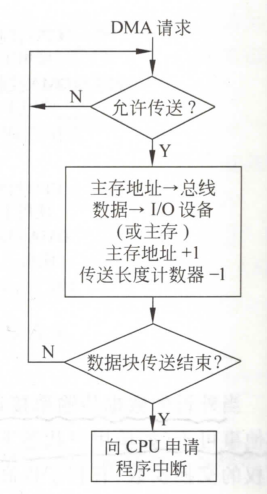 DMA 请求
N
允许传送？
Y
主存地址→总线
数据→ I/O 设备
(或主存)
主存地址 +1
传送长度计数器 −1
N
数据块传送结束？
Y
向 CPU 申请
程序中断